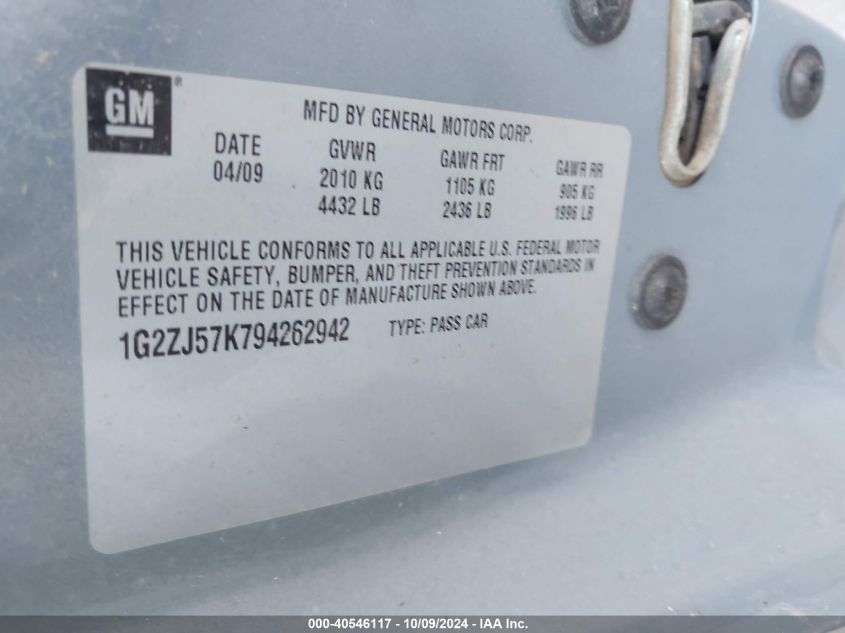 GM®
MFD BY GENERAL MOTORS CORP.
DATE GVWR GAWR FRT GAWR RR
04/09 2010 KG 1105 KG 905 KG
4432 LB 2436 LB 1996 LB
THIS VEHICLE CONFORMS TO ALL APPLICABLE U.S. FEDERAL MOTOR
VEHICLE SAFETY, BUMPER, AND THEFT PREVENTION STANDARDS IN
EFFECT ON THE DATE OF MANUFACTURE SHOWN ABOVE.
1G2ZJ57K794262942 TYPE: PASS CAR
000-40546117 - 10/09/2024 - IAA Inc.